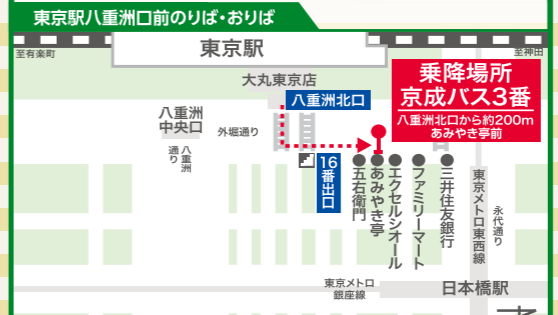 東京駅八重洲口前のりば・おりば
至有楽町
東京駅
至神田
大丸東京店
八重洲北口
乗降場所
京成バス3番
八重洲北口から約200m
あみやき亭前
八重洲
中央口
外堀通り
八重洲
通り
16番出口
五右衛門
あみやき亭
エクセルシオール
ファミリーマート
三井住友銀行
東京メトロ東西線
永代通り
東京メトロ
銀座線
日本橋駅